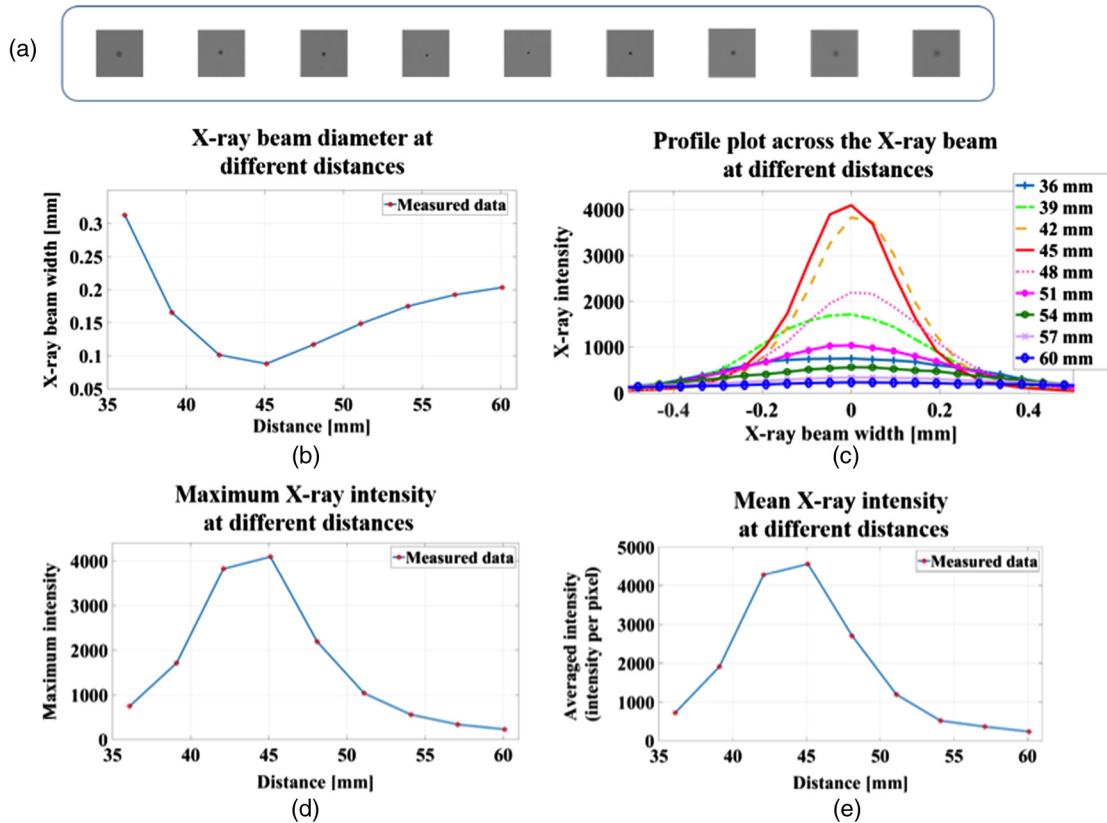 (a)
X-ray beam diameter at
different distances
Measured data
X-ray beam width [mm]
0.3
0.25
0.2
0.15
0.1
0.05
35 40 45 50 55 60
Distance [mm]
(b)
Profile plot across the X-ray beam
at different distances
36 mm
39 mm
42 mm
45 mm
48 mm
51 mm
54 mm
57 mm
60 mm
X-ray intensity
4000
3000
2000
1000
0
-0.4 -0.2 0 0.2 0.4
X-ray beam width [mm]
(c)
Maximum X-ray intensity
at different distances
Measured data
Maximum intensity
4000
3000
2000
1000
0
35 40 45 50 55 60
Distance [mm]
(d)
Mean X-ray intensity
at different distances
Measured data
Averaged intensity
(intensity per pixel)
5000
4000
3000
2000
1000
0
35 40 45 50 55 60
Distance [mm]
(e)